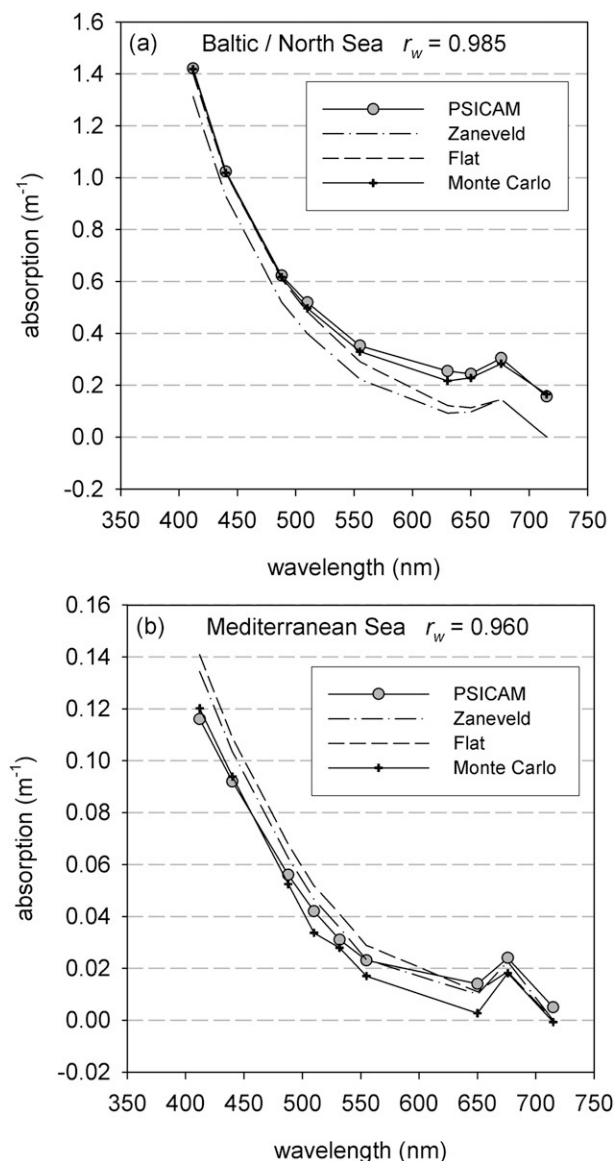 (a) Baltic / North Sea r_w = 0.985
PSICAM
Zaneveld
Flat
Monte Carlo
absorption (m⁻¹)
1.6
1.4
1.2
1.0
0.8
0.6
0.4
0.2
0.0
-0.2
350 400 450 500 550 600 650 700 750
wavelength (nm)
(b) Mediterranean Sea r_w = 0.960
PSICAM
Zaneveld
Flat
Monte Carlo
absorption (m⁻¹)
0.16
0.14
0.12
0.10
0.08
0.06
0.04
0.02
0.00
-0.02
350 400 450 500 550 600 650 700 750
wavelength (nm)